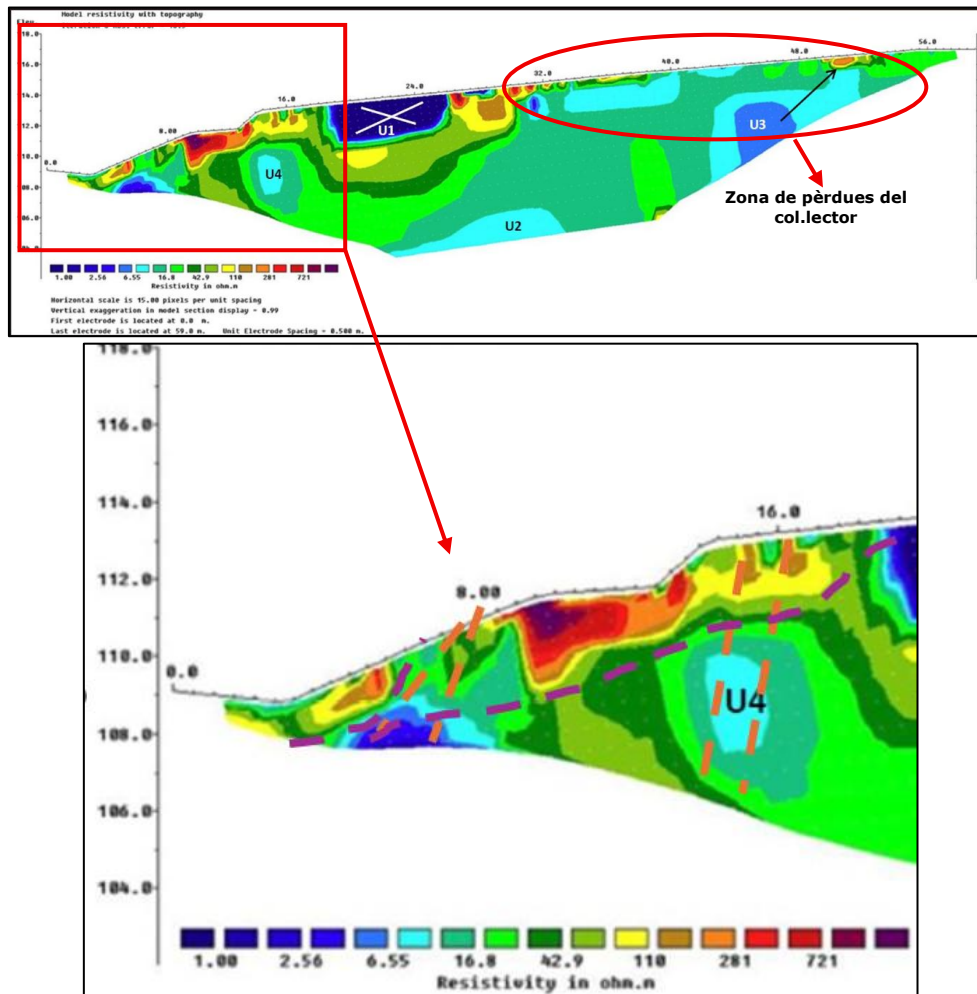 Model resistivity with topography
Elev
18.0
16.0
14.0
12.0
10.0
08.0
06.0
0.0
8.00
16.0
24.0
32.0
40.0
48.0
56.0
U1
U4
U3
U2
Zona de pèrdues del
col.lector
1.00 2.56 6.55 16.8 42.9 110 281 721
Resistivity in ohm.m
Horizontal scale is 15.00 pixels per unit spacing
Vertical exaggeration in model section display = 0.99
First electrode is located at 0.0 m.
Last electrode is located at 59.0 m. Unit Electrode Spacing = 0.500 m.
118.0
116.0
114.0
112.0
110.0
108.0
106.0
104.0
0.0
8.00
16.0
U4
1.00 2.56 6.55 16.8 42.9 110 281 721
Resistivity in ohm.m